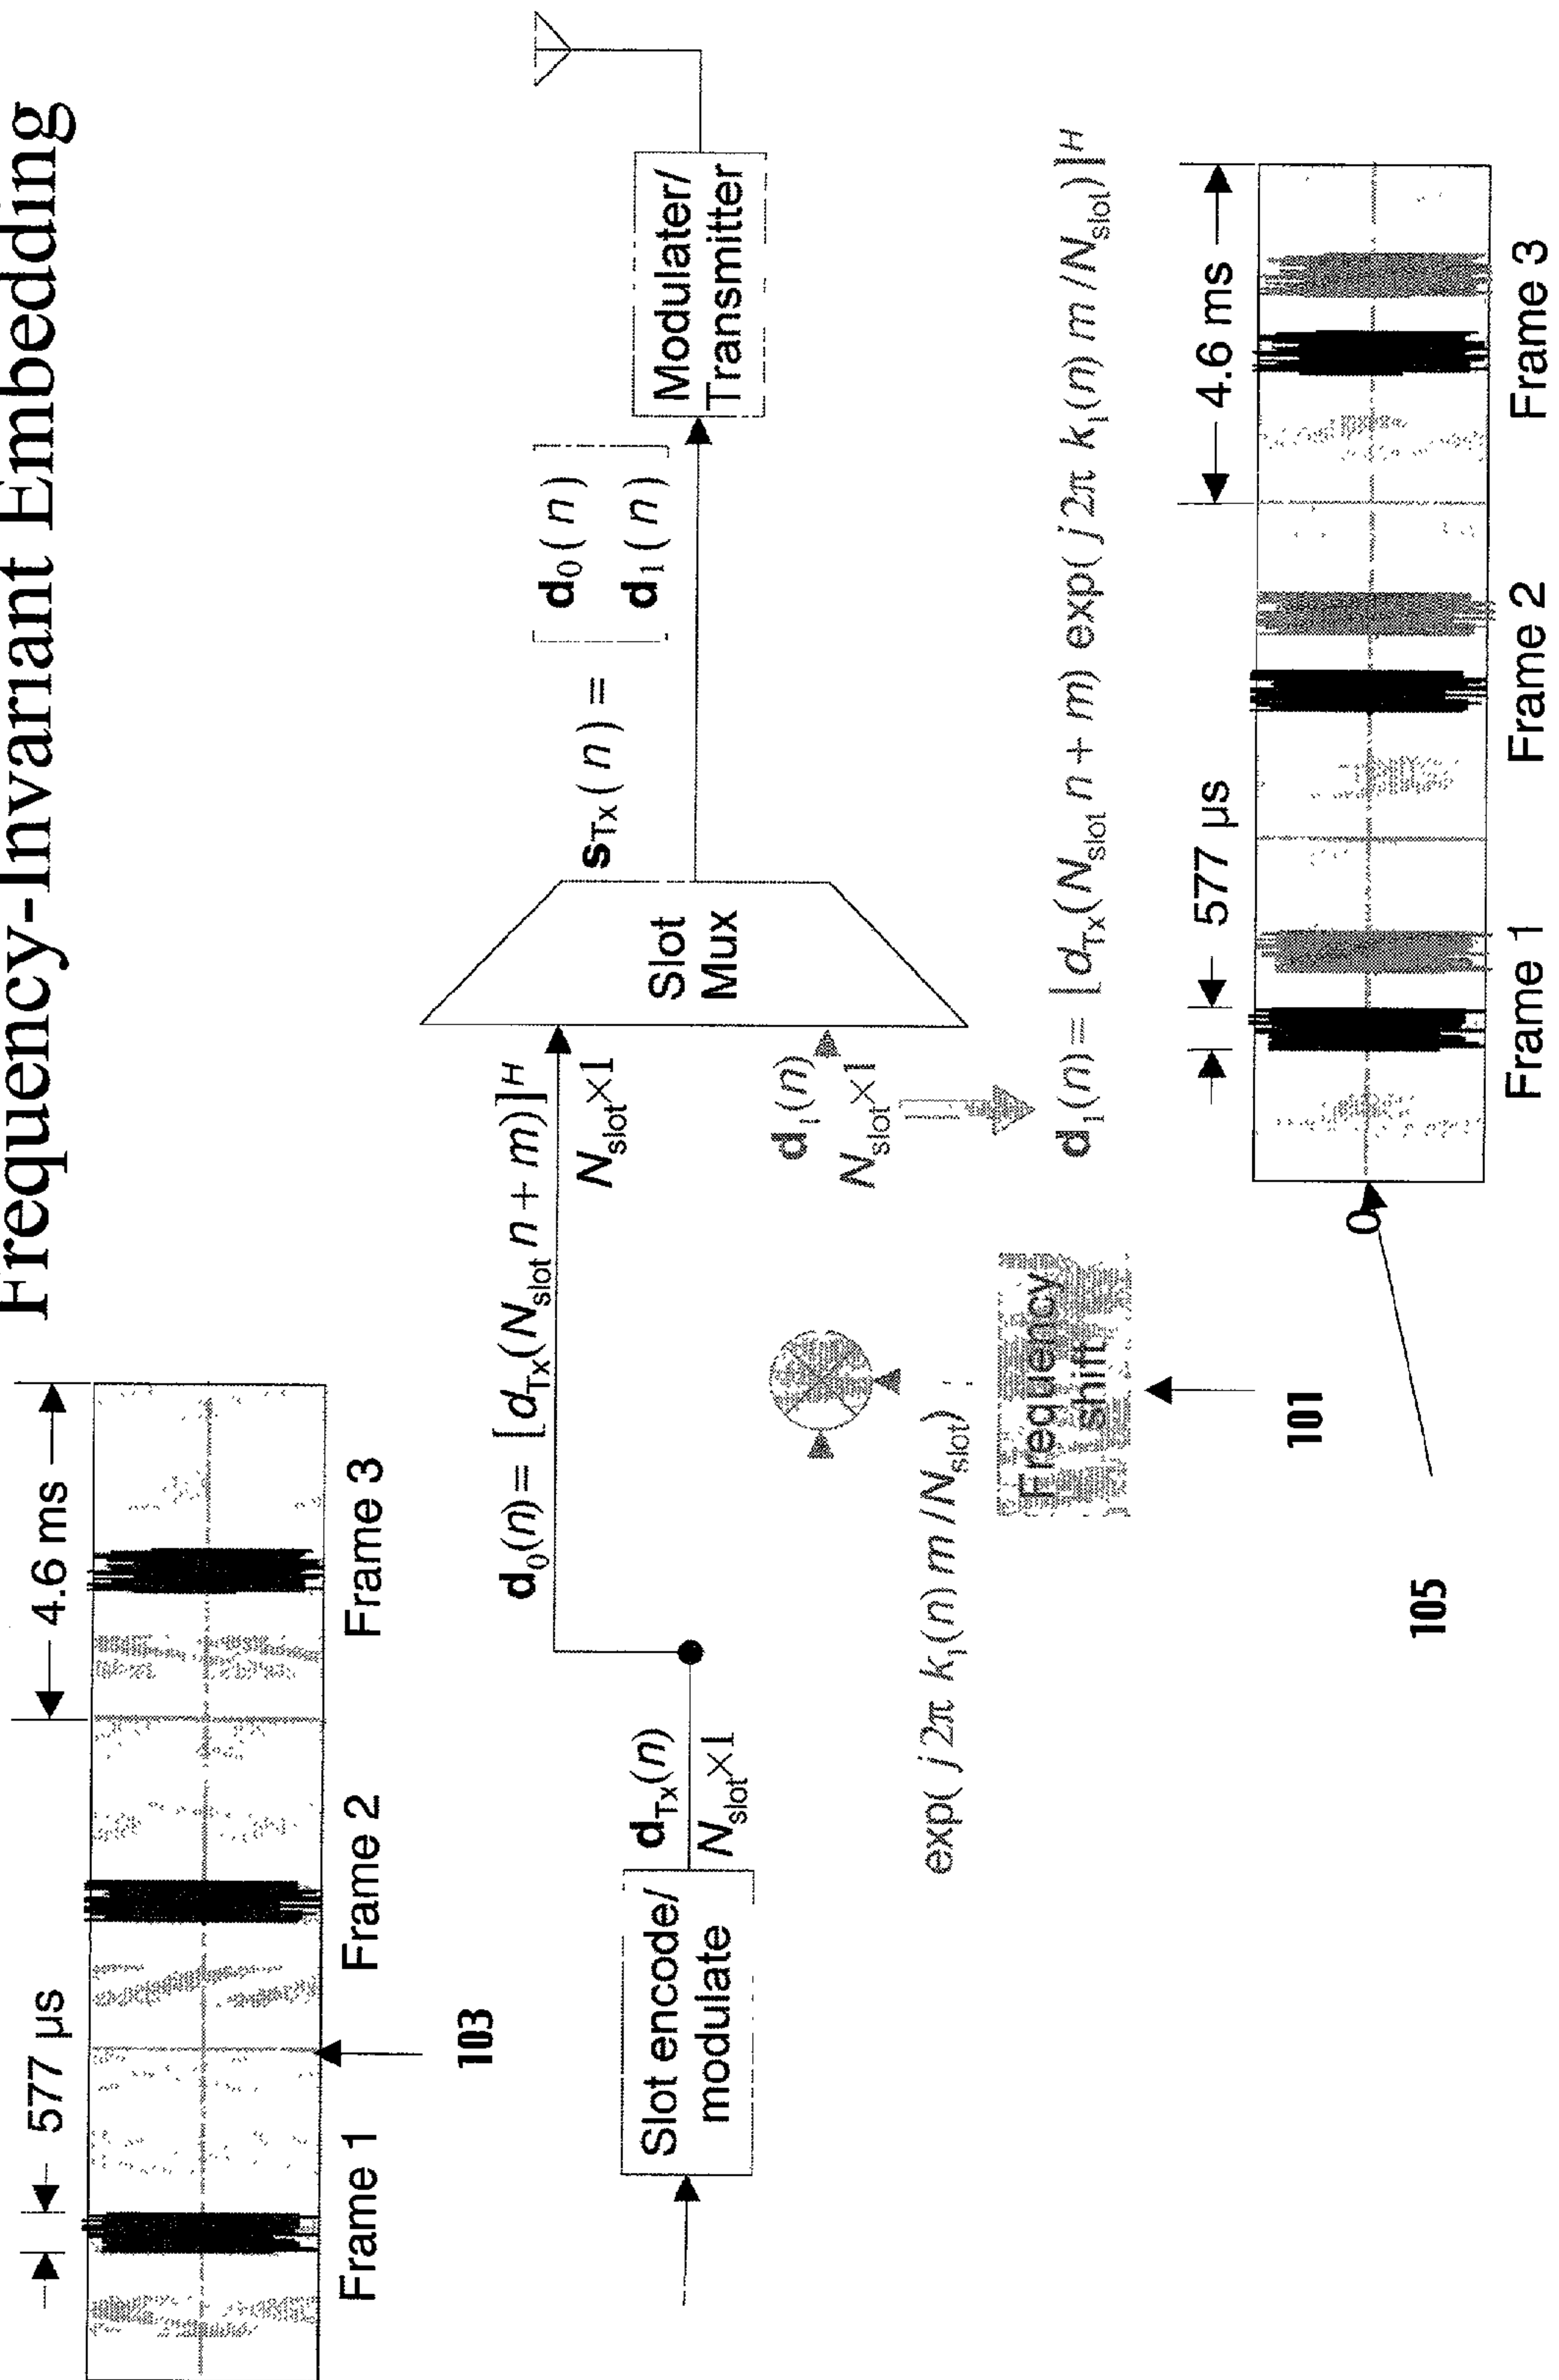 Frequency-Invariant Embedding
577 µs
4.6 ms
Frame 1
Frame 2
Frame 3
103
Slot encode/
modulate
d_Tx(n)
N_slot×1
d_0(n) = [d_Tx(N_slot n + m)]^H
N_slot×1
exp( j 2π k_1(n) m /N_slot)
Frequency
shift
101
d_1(n)
N_slot×1
Slot
Mux
s_Tx(n) =
d_0(n)
d_1(n)
Modulater/
Transmitter
d_1(n) = [d_Tx(N_slot n + m) exp( j 2π k_1(n) m /N_slot)]^H
577 µs
4.6 ms
0
Frame 1
Frame 2
Frame 3
105